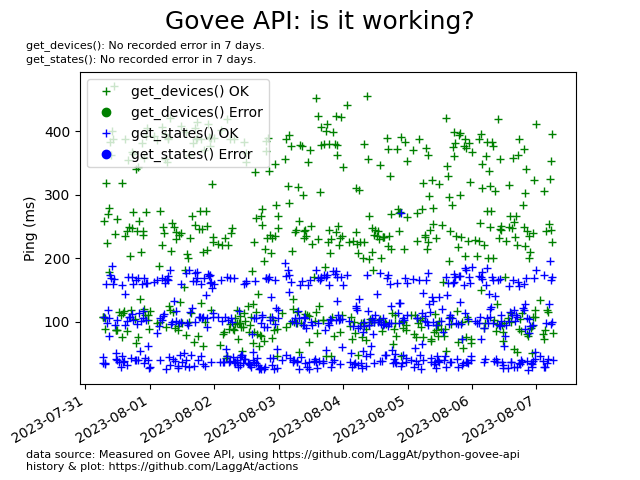 Govee API: is it working?
get_devices(): No recorded error in 7 days.
get_states(): No recorded error in 7 days.
get_devices() OK
get_devices() Error
get_states() OK
get_states() Error
400
300
200
100
Ping (ms)
2023-07-31
2023-08-01
2023-08-02
2023-08-03
2023-08-04
2023-08-05
2023-08-06
2023-08-07
data source: Measured on Govee API, using https://github.com/LaggAt/python-govee-api
history & plot: https://github.com/LaggAt/actions